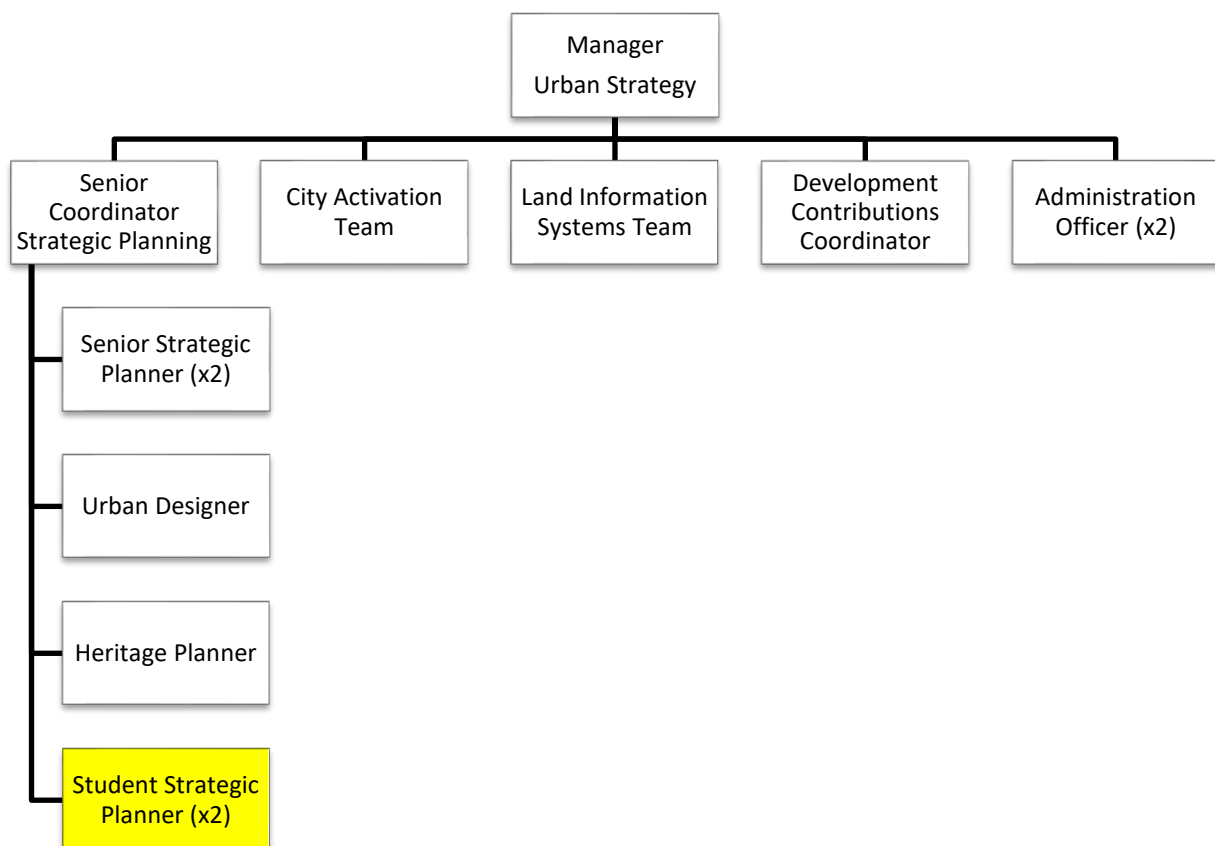 Manager
Urban Strategy
Senior
Coordinator
Strategic Planning
City Activation
Team
Land Information
Systems Team
Development
Contributions
Coordinator
Administration
Officer (x2)
Senior Strategic
Planner (x2)
Urban Designer
Heritage Planner
Student Strategic
Planner (x2)